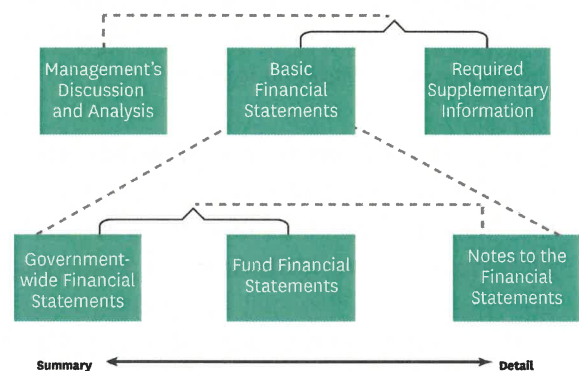 Management's
Discussion
and Analysis
Basic
Financial
Statements
Required
Supplementary
Information
Government-
wide Financial
Statements
Fund Financial
Statements
Notes to the
Financial
Statements
Summary
Detail